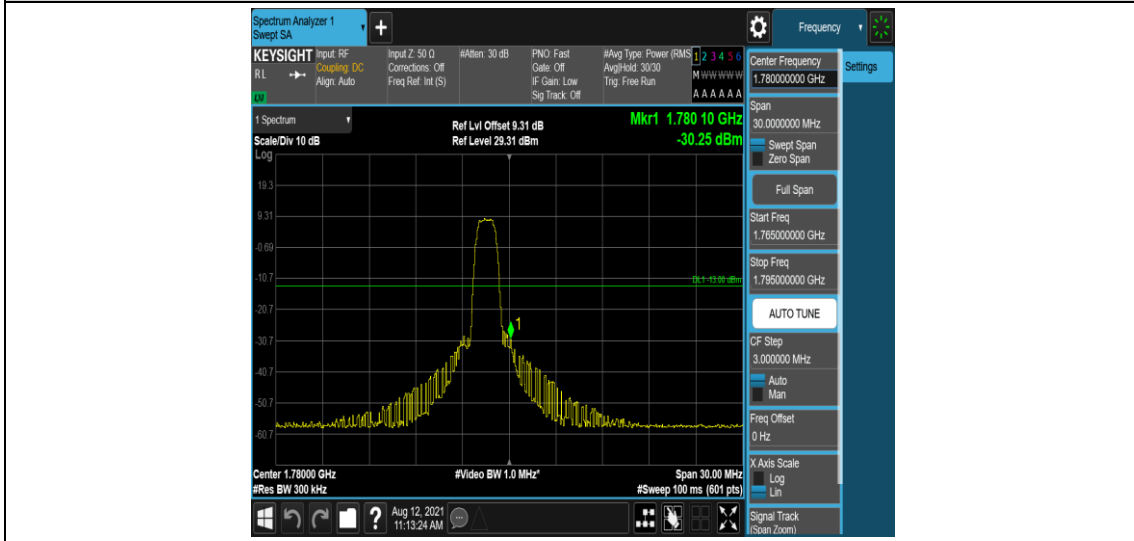 Spectrum Analyzer 1
Swept SA
+
Frequency
KEYSIGHT
RL
Input: RF
Coupling: DC
Align: Auto
Input Z: 50 Ω
Corrections: Off
Freq Ref: Int (S)
#Atten: 30 dB
PNO: Fast
Gate: Off
IF Gain: Low
Sig Track: Off
#Avg Type: Power (RMS
Avg|Hold: 30/30
Trig: Free Run
1 2 3 4 5 6
M W W W W W
A A A A A A
1 Spectrum
Scale/Div 10 dB
Log
Ref Lvl Offset 9.31 dB
Ref Level 29.31 dBm
Mkr1 1.780 10 GHz
-30.25 dBm
19.3
9.31
-0.69
-10.7
DL1 -13.00 dBm
-20.7
1
-30.7
-40.7
-50.7
-60.7
Center 1.78000 GHz
#Video BW 1.0 MHz*
Span 30.00 MHz
#Res BW 300 kHz
#Sweep 100 ms (601 pts)
?
Aug 12, 2021
11:13:24 AM
Center Frequency
1.780000000 GHz
Settings
Span
30.0000000 MHz
Swept Span
Zero Span
Full Span
Start Freq
1.765000000 GHz
Stop Freq
1.795000000 GHz
AUTO TUNE
CF Step
3.000000 MHz
Auto
Man
Freq Offset
0 Hz
X Axis Scale
Log
Lin
Signal Track
(Span Zoom)